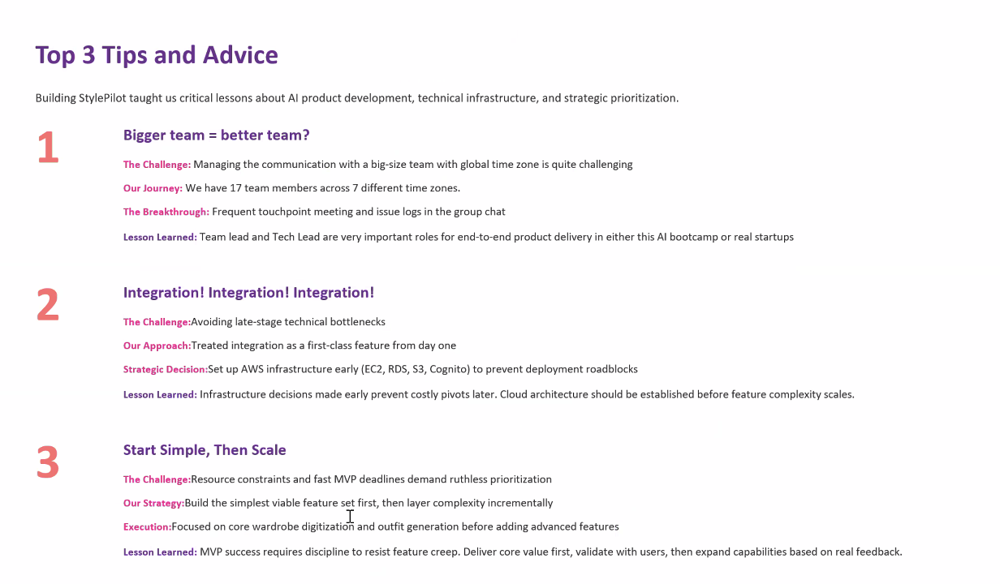 Top 3 Tips and Advice
Building StylePilot taught us critical lessons about AI product development, technical infrastructure, and strategic prioritization.
1
Bigger team = better team?
The Challenge: Managing the communication with a big-size team with global time zone is quite challenging
Our Journey: We have 17 team members across 7 different time zones.
The Breakthrough: Frequent touchpoint meeting and issue logs in the group chat
Lesson Learned: Team lead and Tech Lead are very important roles for end-to-end product delivery in either this AI bootcamp or real startups
2
Integration! Integration! Integration!
The Challenge:Avoiding late-stage technical bottlenecks
Our Approach:Treated integration as a first-class feature from day one
Strategic Decision:Set up AWS infrastructure early (EC2, RDS, S3, Cognito) to prevent deployment roadblocks
Lesson Learned: Infrastructure decisions made early prevent costly pivots later. Cloud architecture should be established before feature complexity scales.
3
Start Simple, Then Scale
The Challenge:Resource constraints and fast MVP deadlines demand ruthless prioritization
Our Strategy:Build the simplest viable feature set first, then layer complexity incrementally
Execution:Focused on core wardrobe digitization and outfit generation before adding advanced features
Lesson Learned: MVP success requires discipline to resist feature creep. Deliver core value first, validate with users, then expand capabilities based on real feedback.